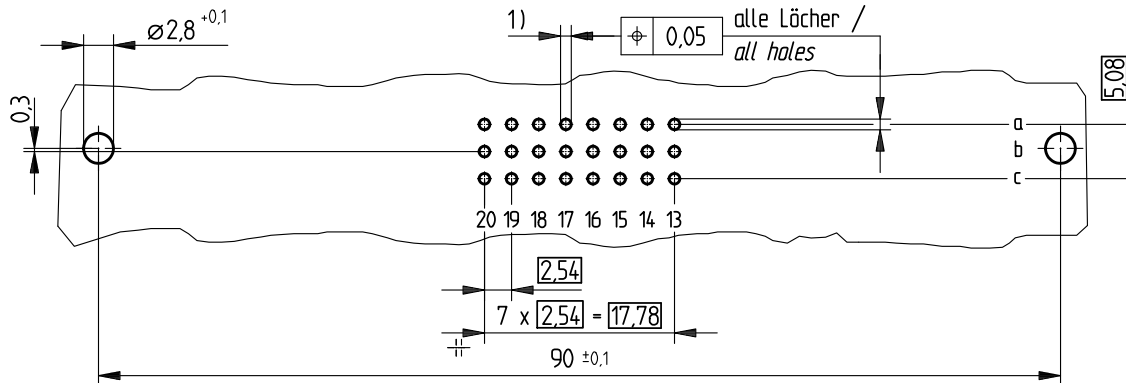 ⌀2,8 +0,1
1)
⌖ 0,05
alle Löcher /
all holes
5,08
0,3
a
b
c
20 19 18 17 16 15 14 13
2,54
7 x 2,54 = 17,78
90 ±0,1